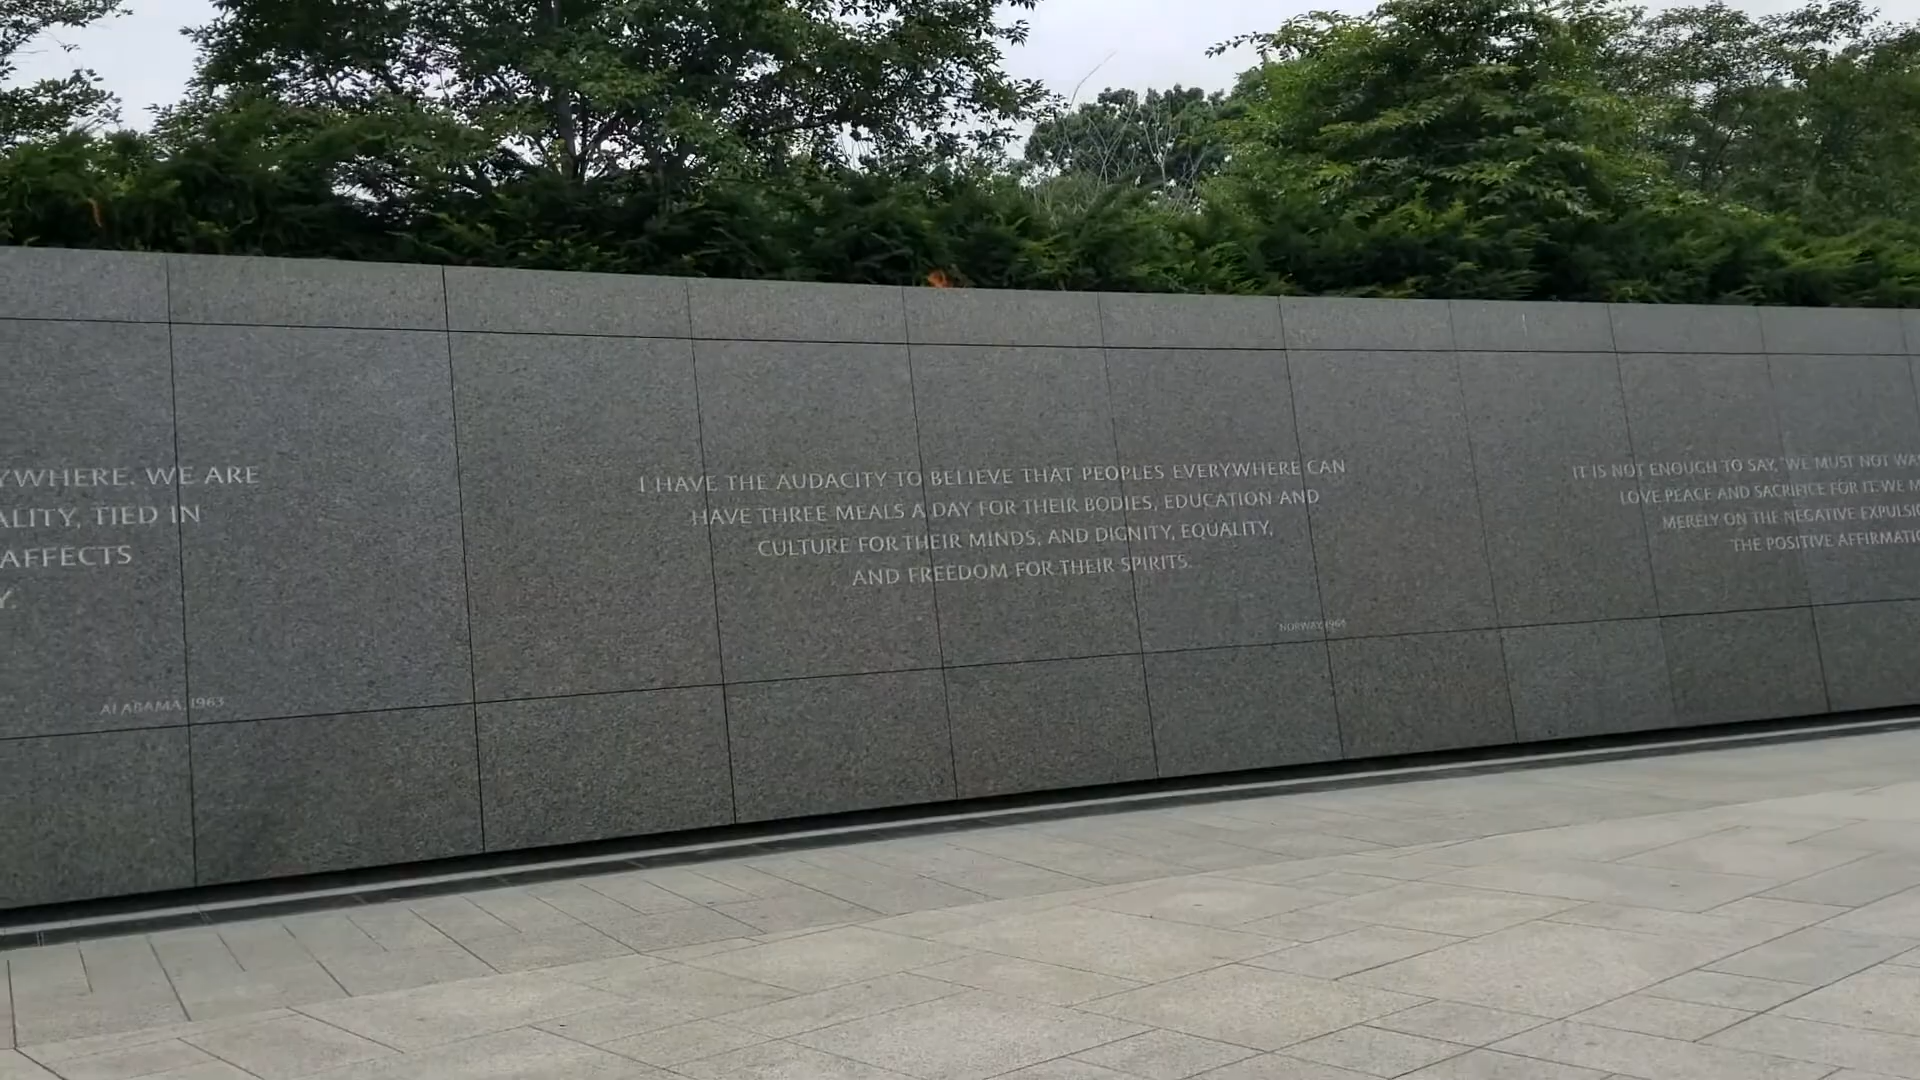 YWHERE. WE ARE
ALITY, TIED IN
AFFECTS
Y.
ALABAMA, 1963
I HAVE THE AUDACITY TO BELIEVE THAT PEOPLES EVERYWHERE CAN
HAVE THREE MEALS A DAY FOR THEIR BODIES, EDUCATION AND
CULTURE FOR THEIR MINDS, AND DIGNITY, EQUALITY,
AND FREEDOM FOR THEIR SPIRITS.
NORWAY, 1964
IT IS NOT ENOUGH TO SAY, "WE MUST NOT WA
LOVE PEACE AND SACRIFICE FOR IT. WE M
MERELY ON THE NEGATIVE EXPULSIO
THE POSITIVE AFFIRMATIO